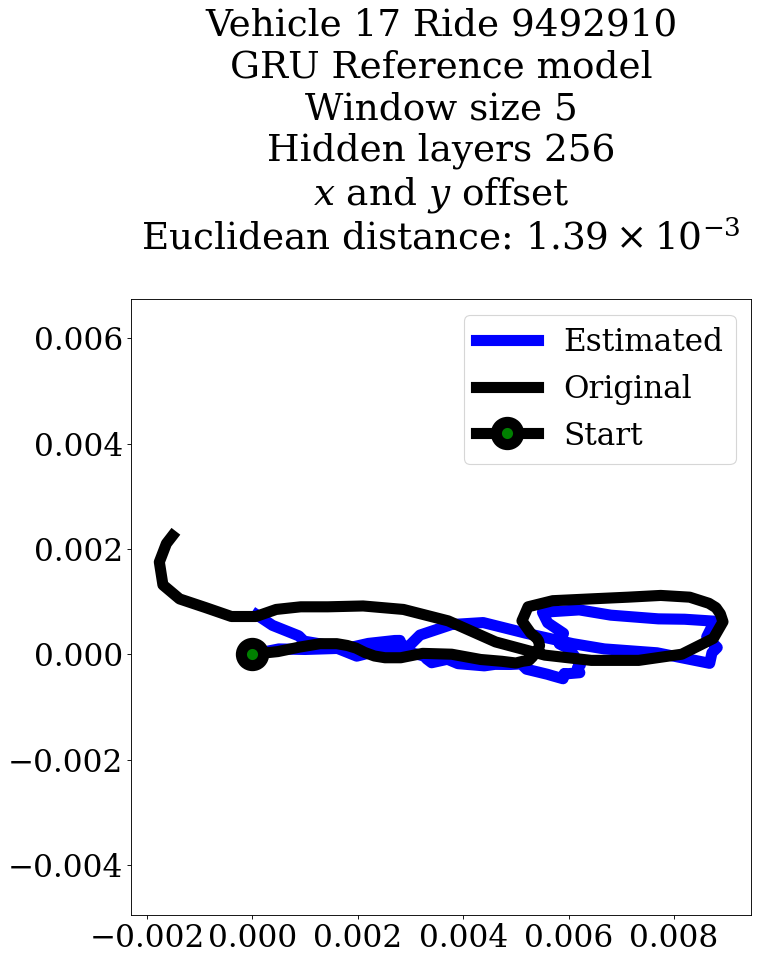 Vehicle 17 Ride 9492910
GRU Reference model
Window size 5
Hidden layers 256
x and y offset
Euclidean distance: 1.39 × 10⁻³
Estimated
Original
Start
0.006
0.004
0.002
0.000
−0.002
−0.004
−0.002 0.000 0.002 0.004 0.006 0.008